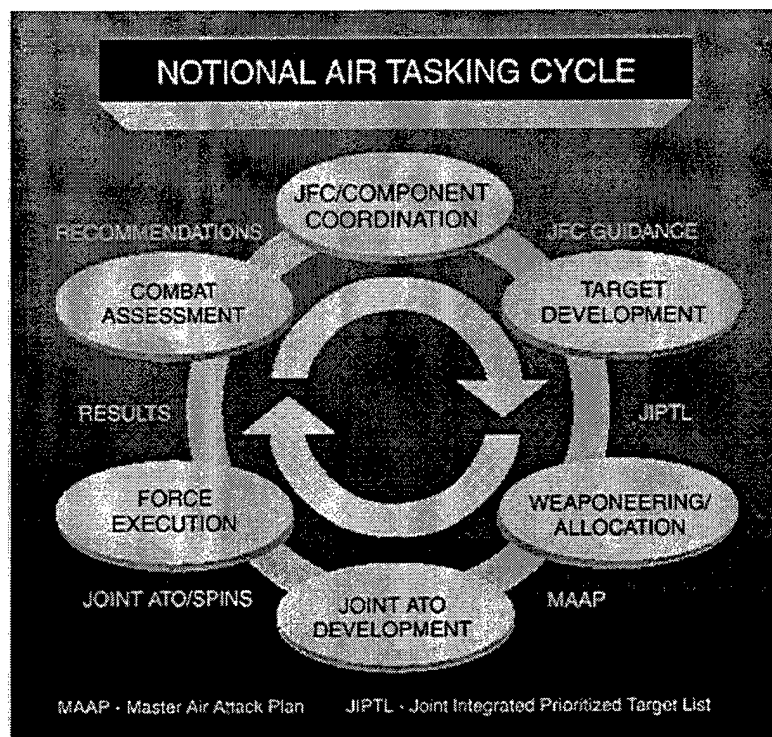 NOTIONAL AIR TASKING CYCLE
JFC/COMPONENT
COORDINATION
RECOMMENDATIONS
JFC GUIDANCE
COMBAT
ASSESSMENT
TARGET
DEVELOPMENT
RESULTS
JIPTL
FORCE
EXECUTION
WEAPONEERING/
ALLOCATION
JOINT ATO/SPINS
JOINT ATO
DEVELOPMENT
MAAP
MAAP - Master Air Attack Plan JIPTL - Joint Integrated Prioritized Target List